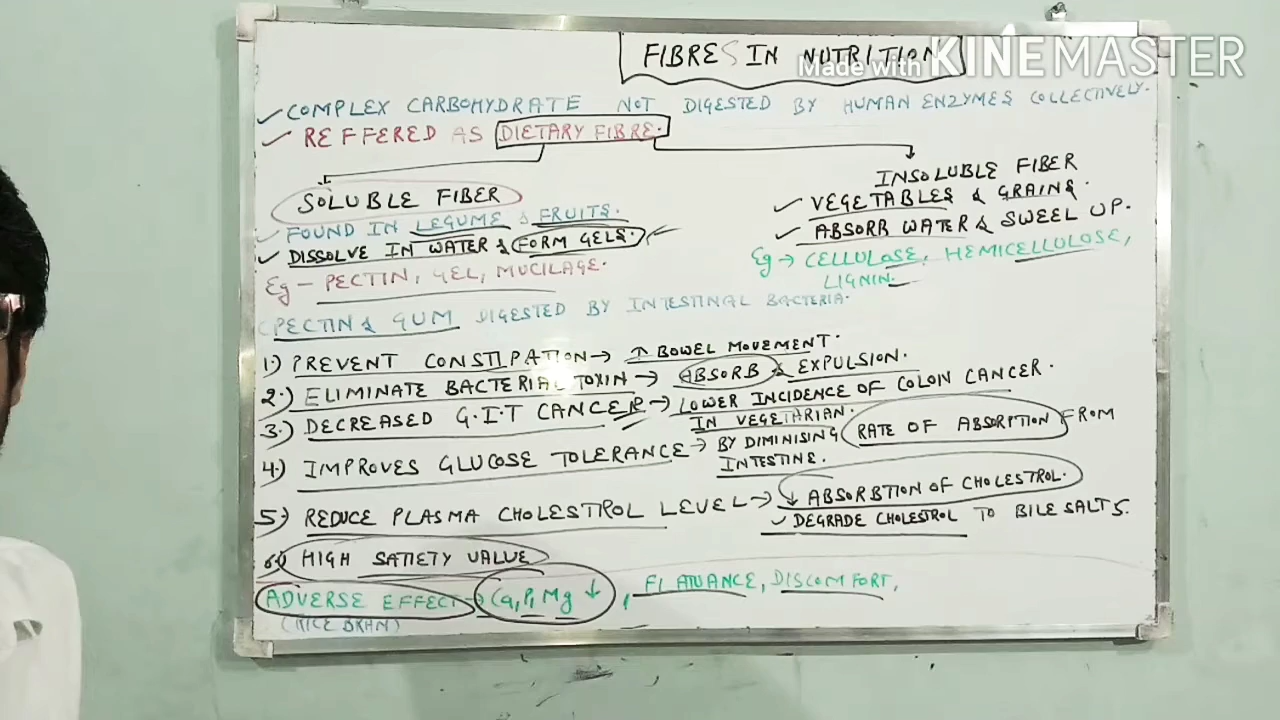 FIBRES IN NUTRITION
Made with KINEMASTER
✓ COMPLEX CARBOHYDRATE NOT DIGESTED BY HUMAN ENZYMES COLLECTIVELY.
✓ REFFERED AS DIETARY FIBRE.
SOLUBLE FIBER
✓ FOUND IN LEGUME & FRUITS.
✓ DISSOLVE IN WATER & FORM GELS.
Eg – PECTIN, GEL, MUCILAGE.
INSOLUBLE FIBER
✓ VEGETABLES & GRAINS.
✓ ABSORB WATER & SWEEL UP.
Eg → CELLULOSE, HEMICELLULOSE,
LIGNIN.
(PECTIN & GUM DIGESTED BY INTESTINAL BACTERIA.
1.) PREVENT CONSTIPATION → ↑ BOWEL MOVEMENT.
2.) ELIMINATE BACTERIAL TOXIN → ABSORB & EXPULSION.
3.) DECREASED G.I.T CANCER → LOWER INCIDENCE OF COLON CANCER.
IN VEGETARIAN.
4.) IMPROVES GLUCOSE TOLERANCE → BY DIMINISING RATE OF ABSORPTION FROM
INTESTINE.
5.) REDUCE PLASMA CHOLESTROL LEVEL → ↓ ABSORBTION OF CHOLESTROL.
✓ DEGRADE CHOLESTROL TO BILE SALTS.
6.) HIGH SATIETY VALUE
ADVERSE EFFECT → Ca, P, Mg ↓, FLATUANCE, DISCOMFORT,
(RICE BRAN)